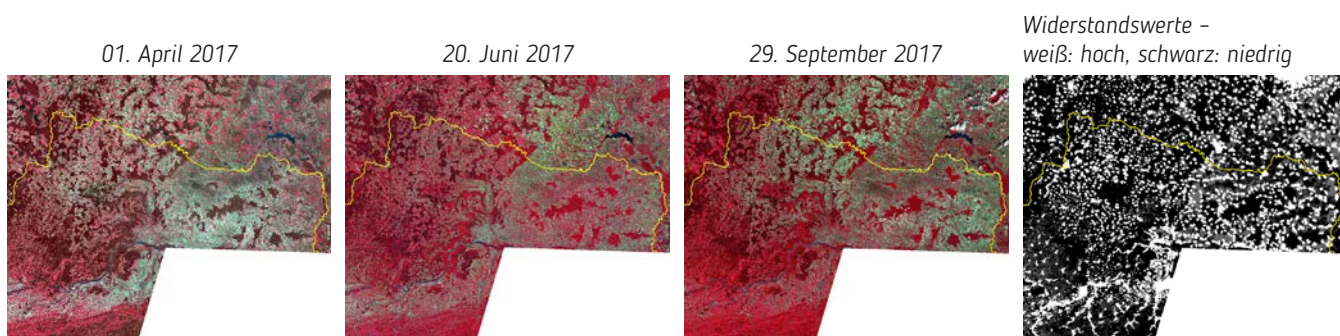 01. April 2017
20. Juni 2017
29. September 2017
Widerstandswerte –
weiß: hoch, schwarz: niedrig